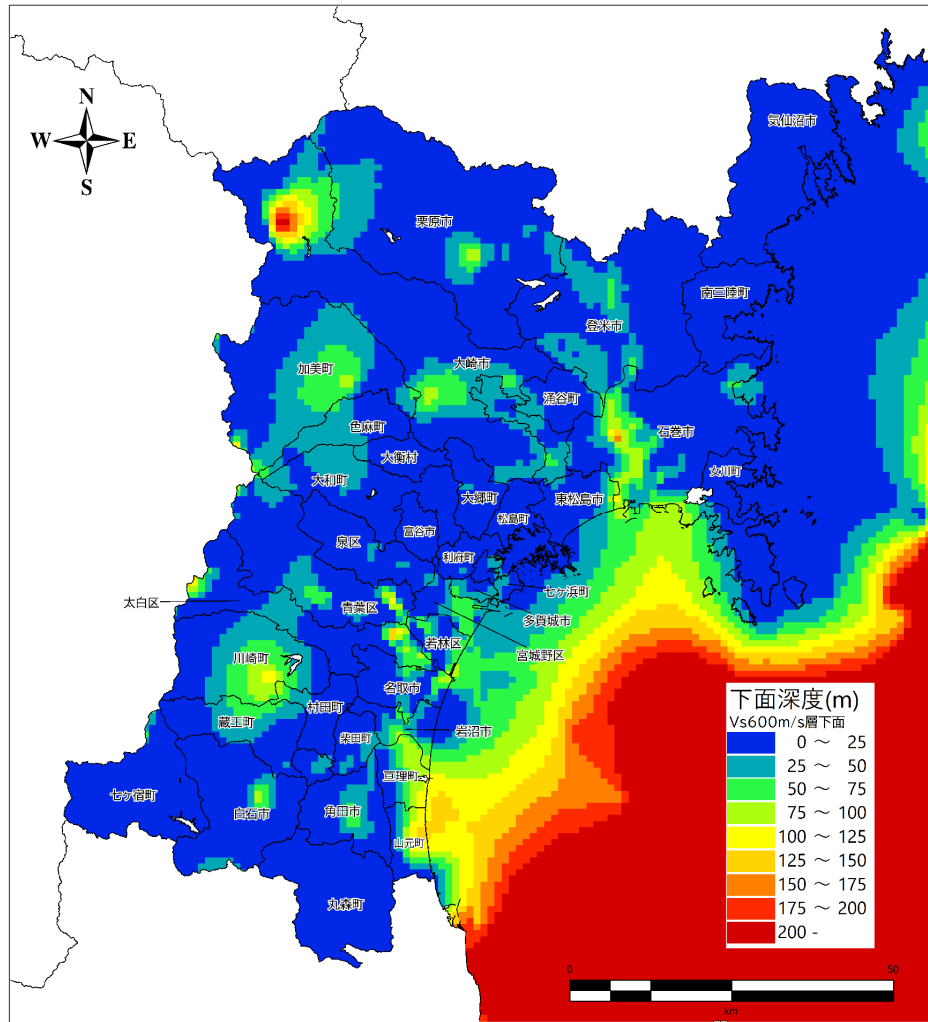 N
W E
S
気仙沼市
栗原市
南三陸町
登米市
大崎市
加美町
涌谷町
色麻町
石巻市
大衡村
女川町
大和町
大郷町
東松島市
松島町
富谷市
泉区
利府町
七ヶ浜町
太白区
青葉区
多賀城市
若林区
宮城野区
川崎町
名取市
村田町
蔵王町
岩沼市
柴田町
亘理町
七ヶ宿町
白石市
角田市
山元町
丸森町
下面深度(m)
Vs600m/s層下面
0 ～ 25
25 ～ 50
50 ～ 75
75 ～ 100
100 ～ 125
125 ～ 150
150 ～ 175
175 ～ 200
200 -
0 50
km